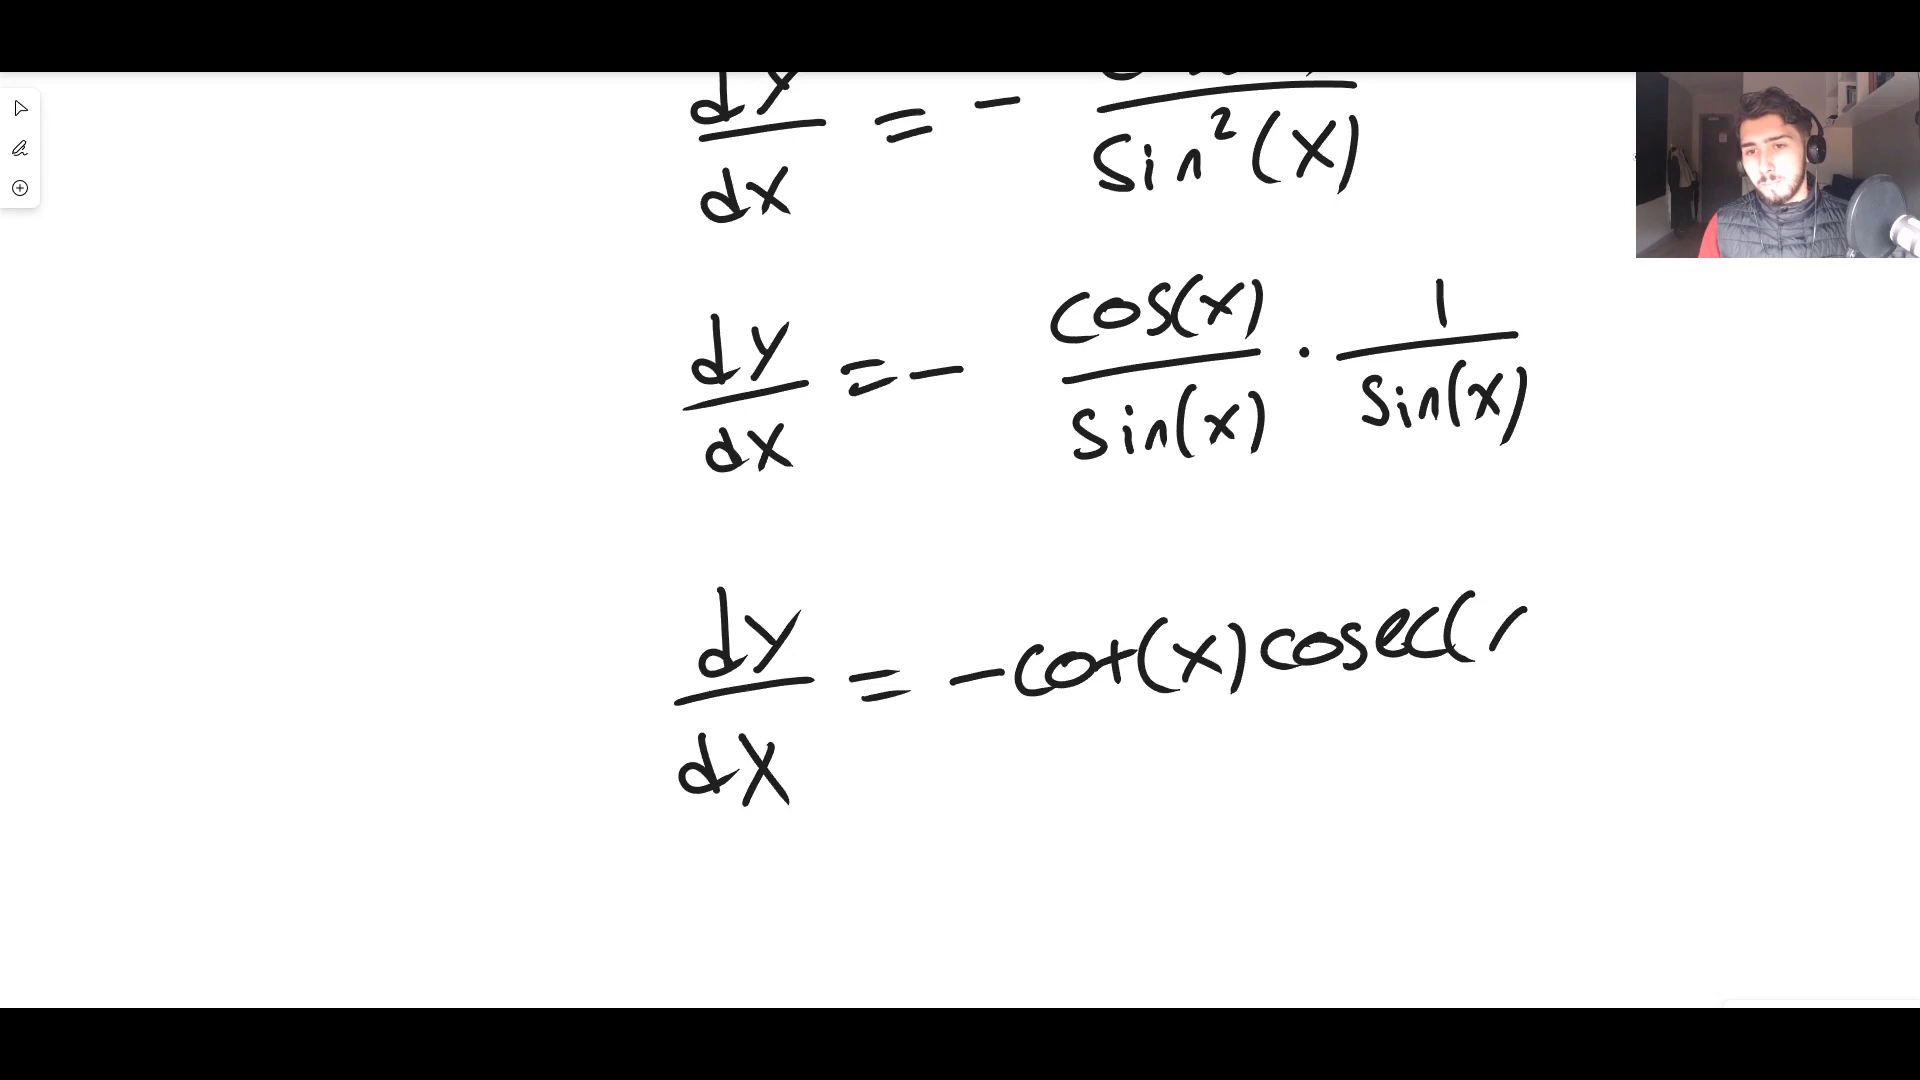 dy/dx = - /sin²(x)
dy/dx = - cos(x)/sin(x) · 1/sin(x)
dy/dx = -cot(x)cosec(